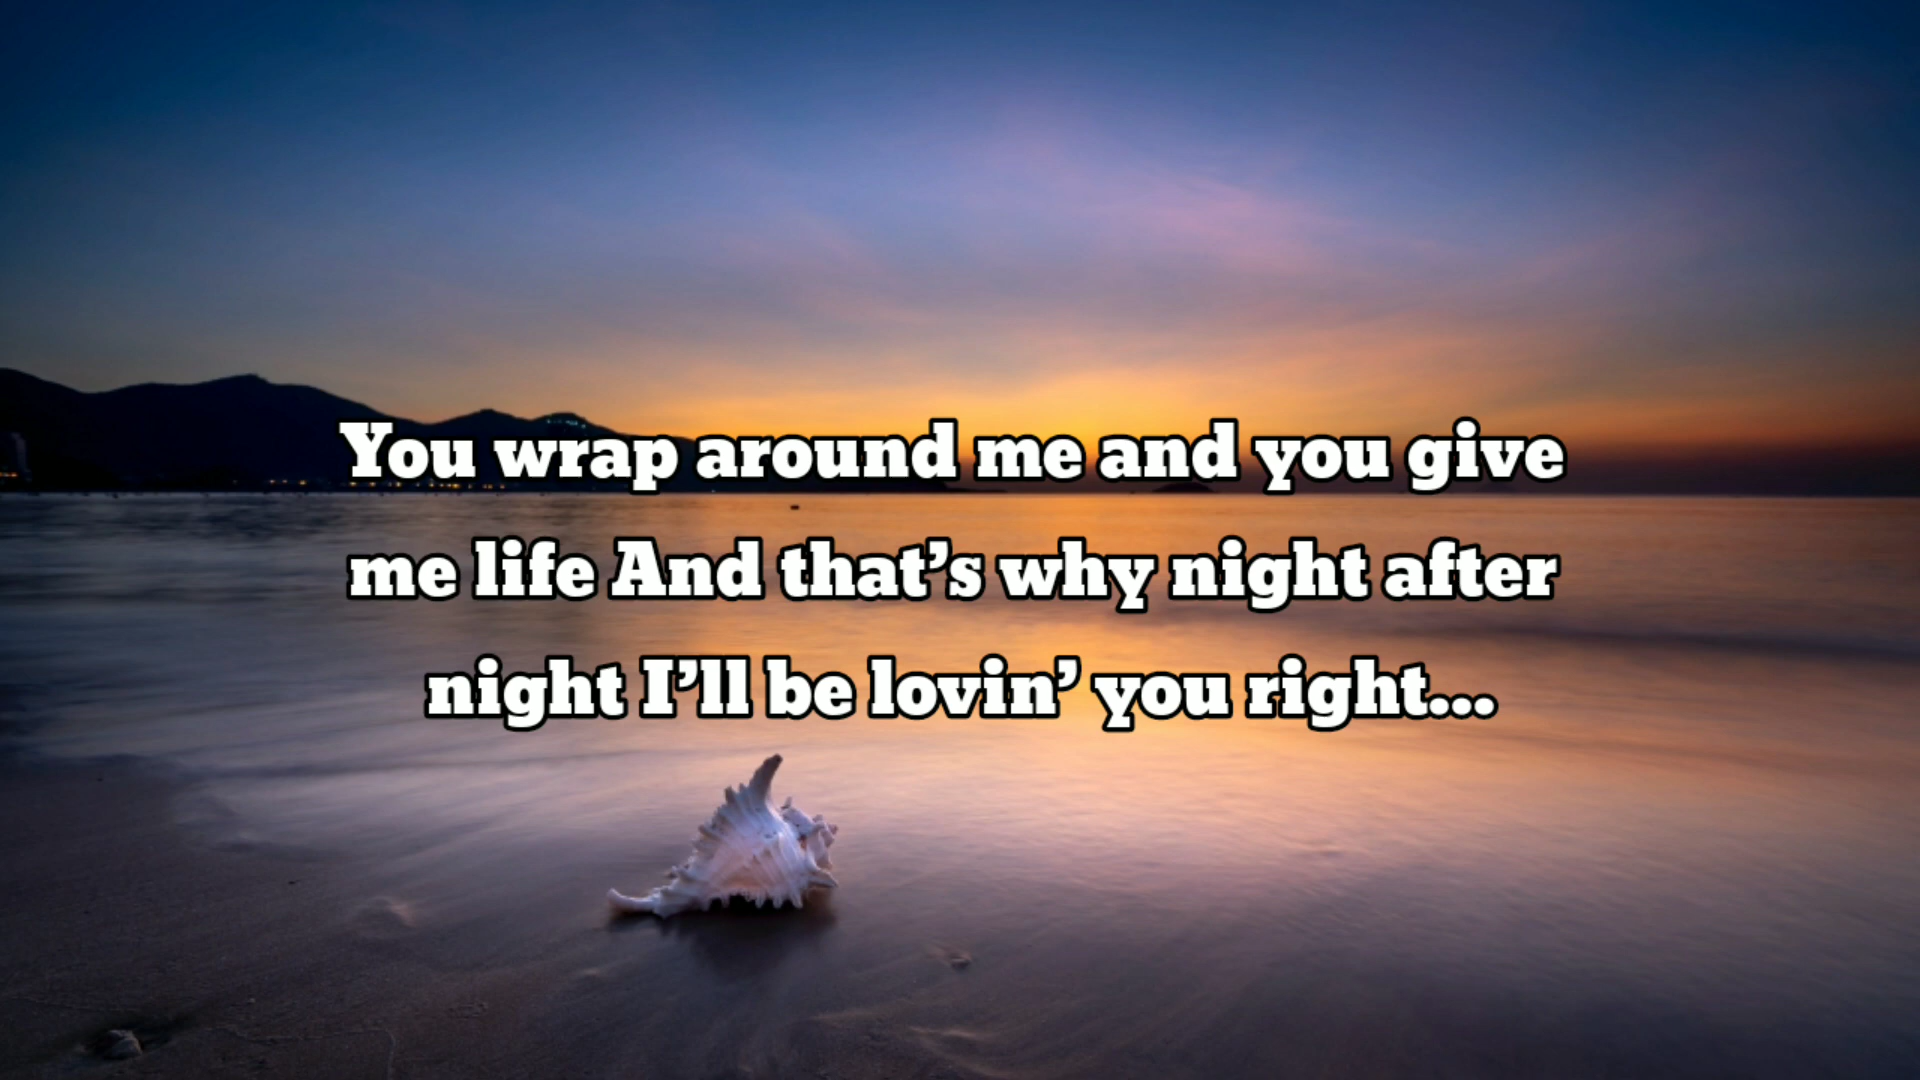 You wrap around me and you give
me life And that’s why night after
night I’ll be lovin’ you right...